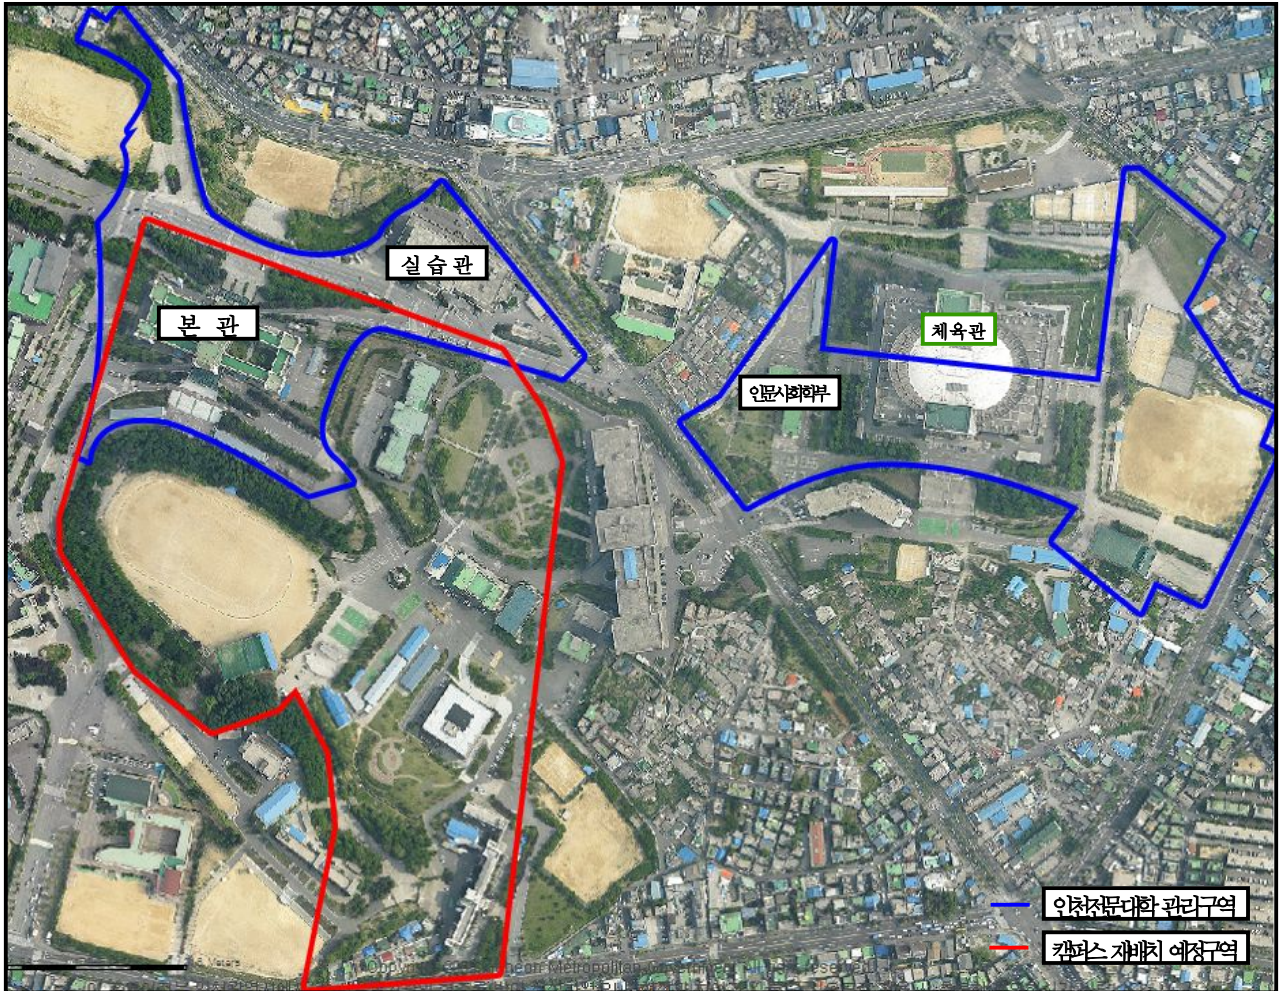 실습관
본 관
체육관
인문사회학부
인천전문대학 관리구역
캠퍼스 재배치 예정구역
Meters